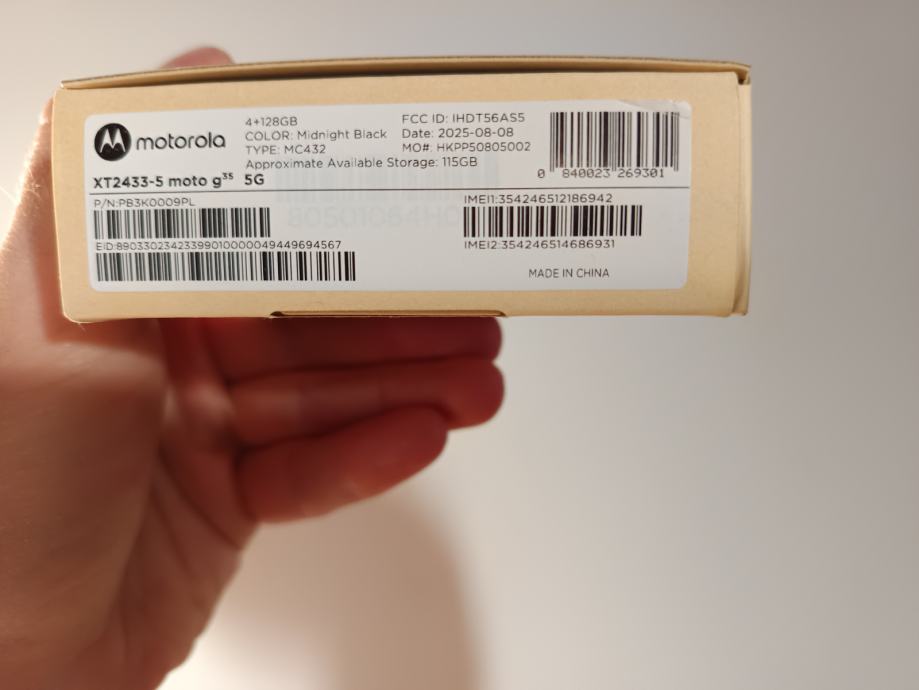 motorola
4+128GB
COLOR: Midnight Black
TYPE: MC432
Approximate Available Storage: 115GB
FCC ID: IHDT56AS5
Date: 2025-08-08
MO#: HKPP50805002
0 840023 269301
XT2433-5 moto g35 5G
P/N:PB3K0009PL
EID:89033023423399010000049449694567
IMEI1:354246512186942
IMEI2:354246514686931
MADE IN CHINA